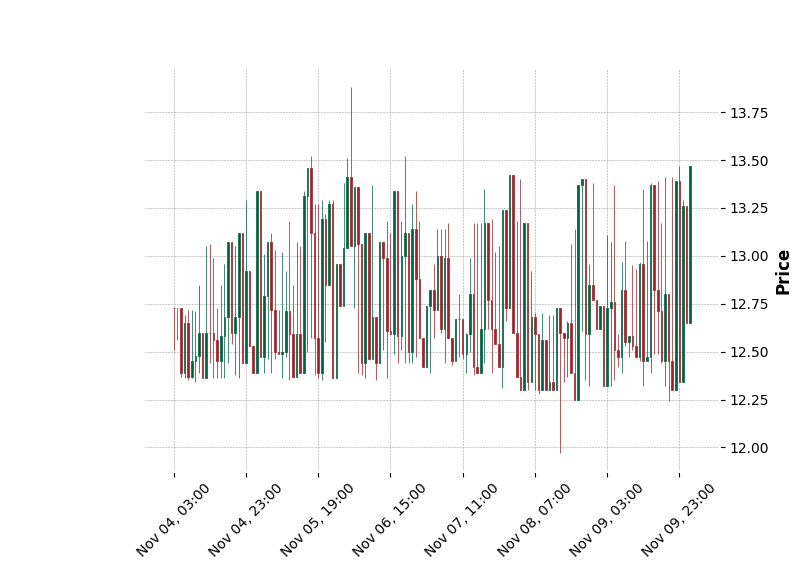 13.75
13.50
13.25
13.00
12.75
12.50
12.25
12.00
Price
Nov 04, 03:00
Nov 04, 23:00
Nov 05, 19:00
Nov 06, 15:00
Nov 07, 11:00
Nov 08, 07:00
Nov 09, 03:00
Nov 09, 23:00